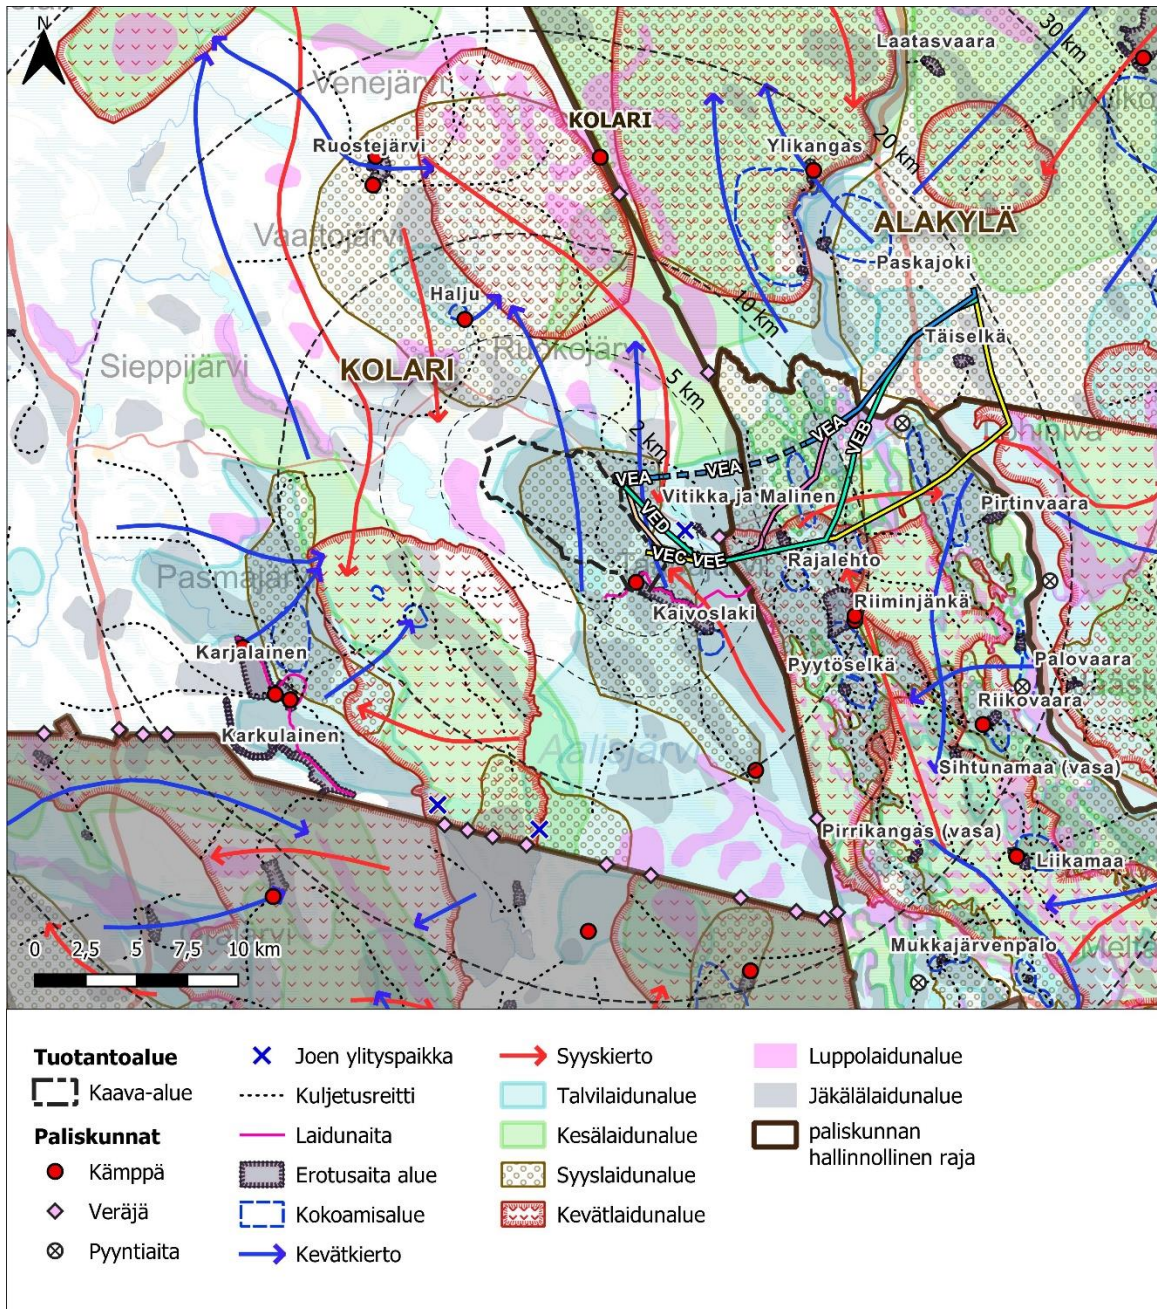 N
Laatasvaara
30 km
Venejärvi
KOLARI
Ruostejärvi
Ylikangas
20 km
ALAKYLÄ
Vaattojärvi
Paskajoki
Halju
10 km
Täiselkä
Ruokojärvi
Sieppijärvi
KOLARI
5 km
2 km
VEA
VEB
VEA
VEA
Vitikka ja Malinen
Pirtinvaara
VED
VEC
VEE
Rajalehto
Pasmajärvi
Kaivoslaki
Riiminjänkä
Karjalainen
Pyytöselkä
Palovaara
Riikovaara
Karkulainen
Aalisjärvi
Sihtunamaa (vasa)
Pirrikangas (vasa)
Liikamaa
Mukkajärvenpalo
0 2,5 5 7,5 10 km
Tuotantoalue
Kaava-alue
Paliskunnat
Kämppä
Veräjä
Pyyntiaita
Joen ylityspaikka
Kuljetusreitti
Laidunaita
Erotusaita alue
Kokoamisalue
Kevätkierto
Syyskierto
Talvilaidunalue
Kesälaidunalue
Syyslaidunalue
Kevätlaidunalue
Luppolaidunalue
Jäkälälaidunalue
paliskunnan
hallinnollinen raja